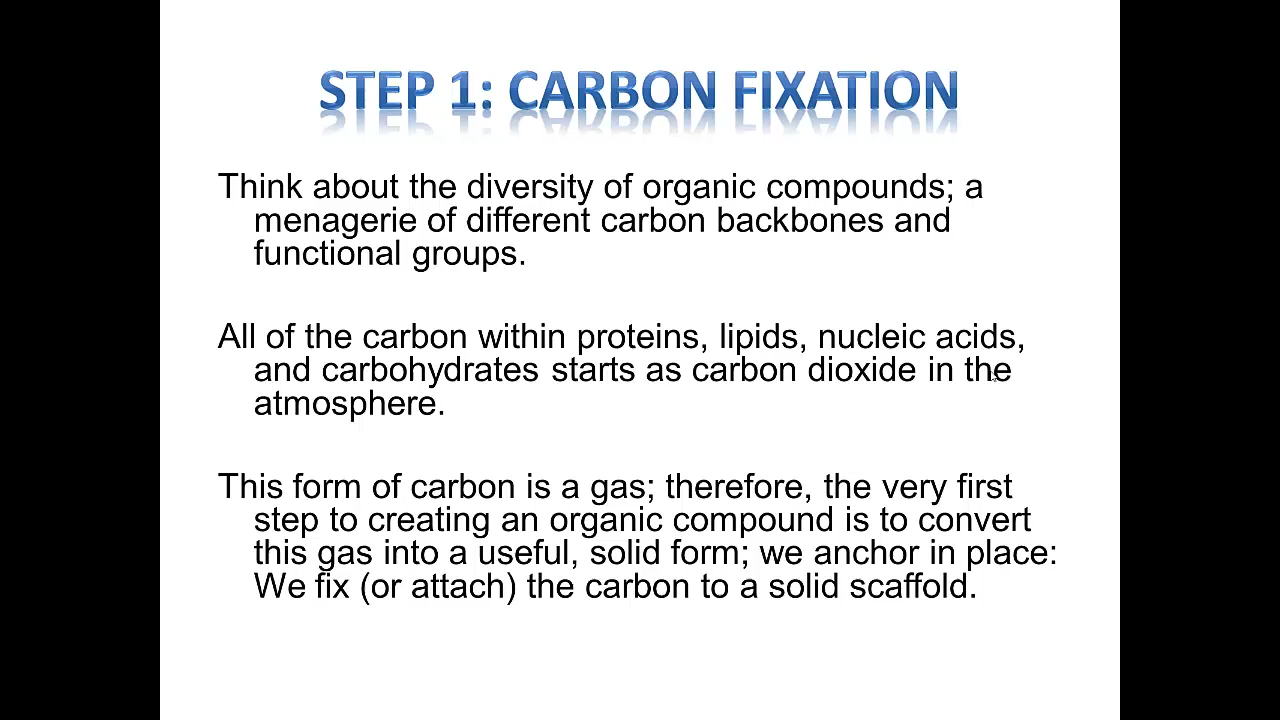 STEP 1: CARBON FIXATION
Think about the diversity of organic compounds; a
menagerie of different carbon backbones and
functional groups.
All of the carbon within proteins, lipids, nucleic acids,
and carbohydrates starts as carbon dioxide in the
atmosphere.
This form of carbon is a gas; therefore, the very first
step to creating an organic compound is to convert
this gas into a useful, solid form; we anchor in place:
We fix (or attach) the carbon to a solid scaffold.